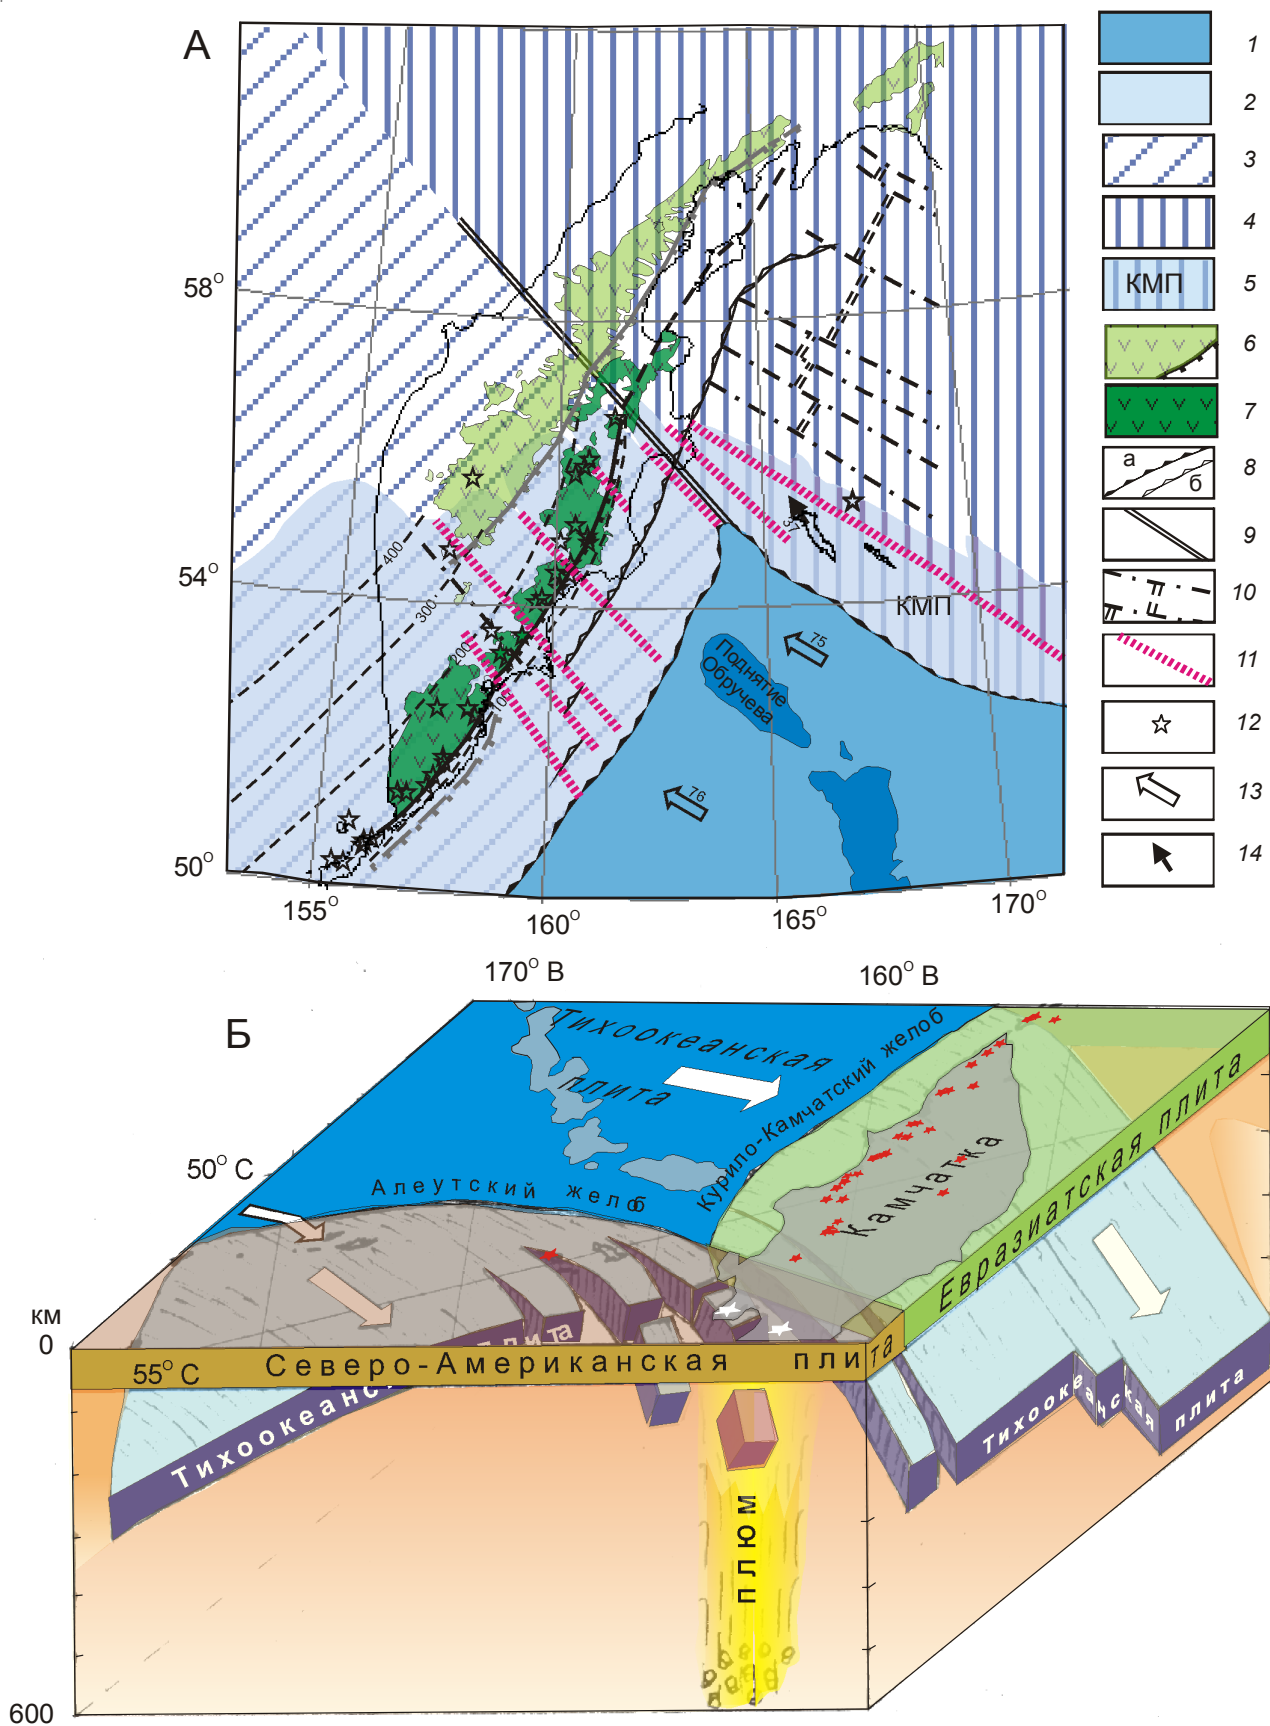 А
1
2
3
4
КМП
5
6
7
а
б
8
9
10
11
12
13
14
58°
54°
50°
155°
160°
165°
170°
400
300
200
100
37
КМП
75
76
Поднятие
Обручева
Б
170° В
160° В
50° С
Тихоокеанская
плита
Курило-Камчатский желоб
Алеутский желоб
Камчатка
Евразиатская плита
км
0
55° С
Северо-Американская плита
Тихоокеанс
плита
Тихоокеанская плита
плюм
600